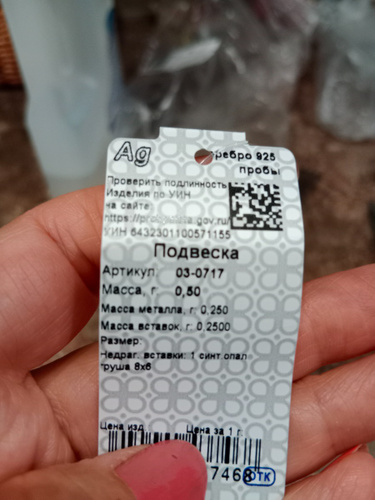 Ag
ребро 925
пробы
Проверить подлинность
Изделия по УИН
на сайте:
УИН 6432301100571155
Подвеска
Артикул: 03-0717
Масса, г: 0,50
Масса металла, г: 0.250
Масса вставок, г: 0.2500
Размер:
Недраг. вставки: 1 синт.опал
груша 8х6
Цена изд Цена за 1 г
7468 ОТК